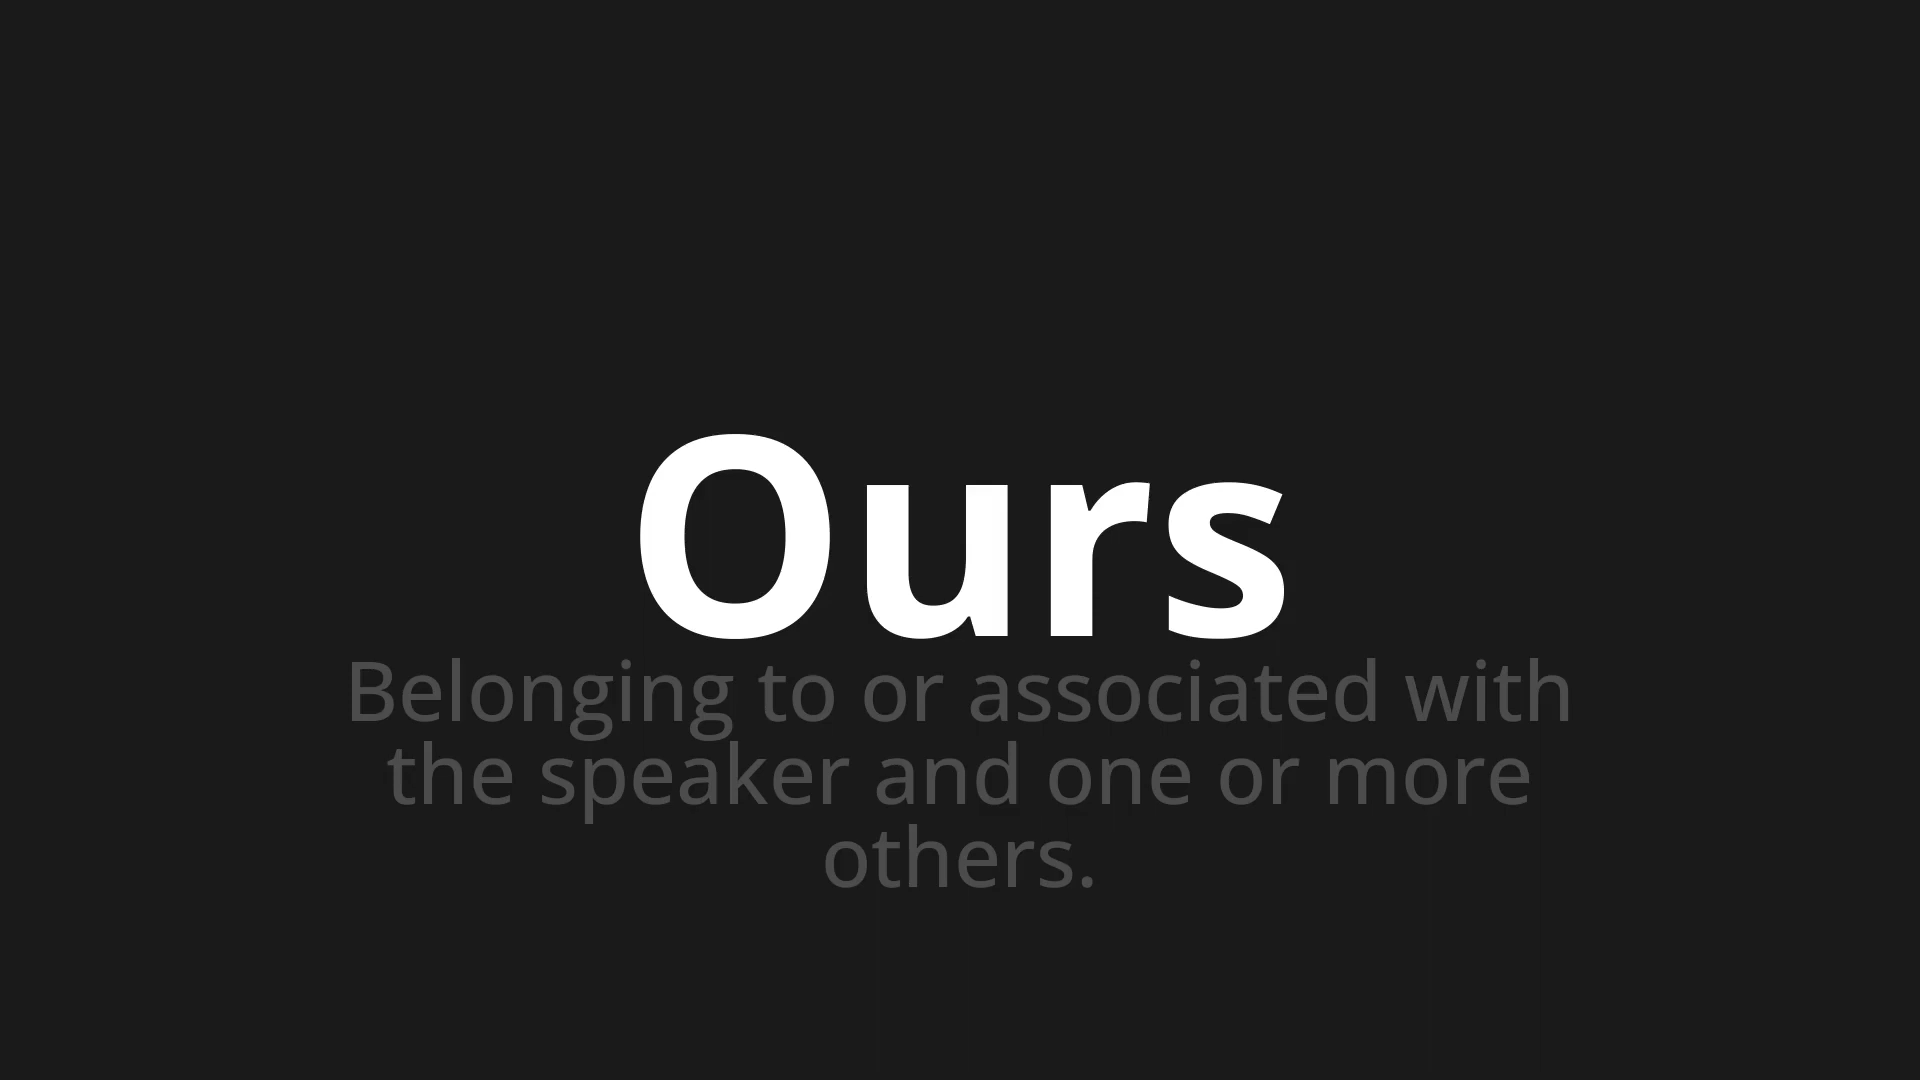 Ours
Belonging to or associated with
the speaker and one or more
others.